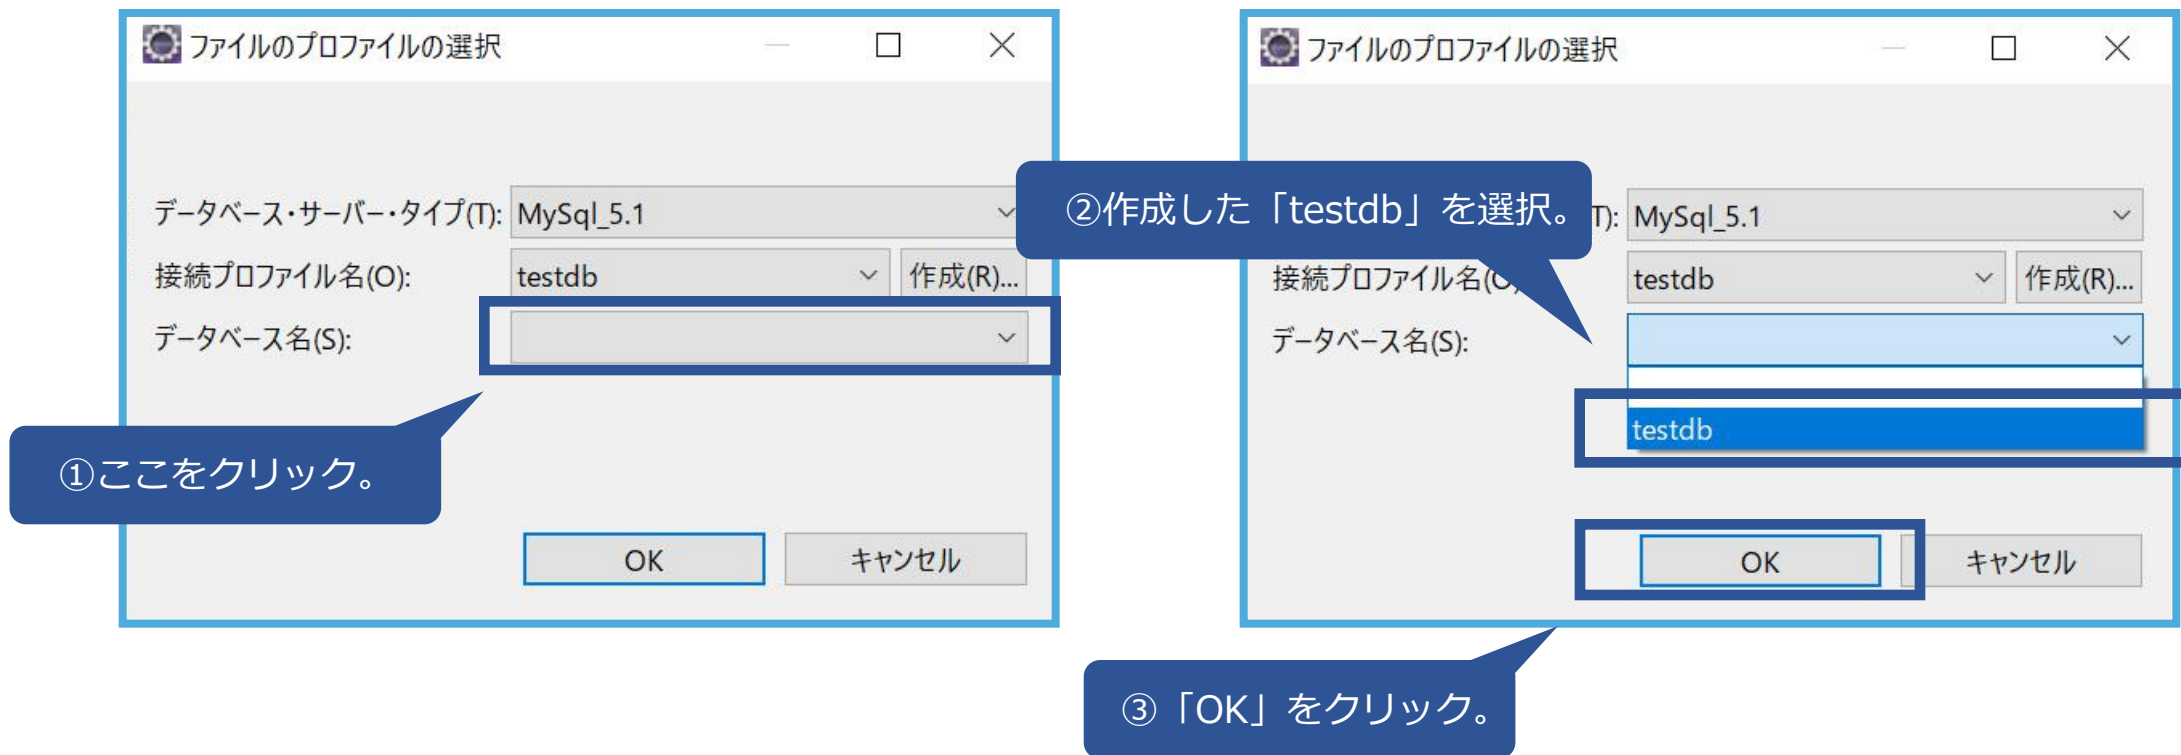 ファイルのプロファイルの選択
データベース・サーバー・タイプ(T): MySql_5.1
接続プロファイル名(O): testdb 作成(R)...
データベース名(S):
①ここをクリック。
OK キャンセル
ファイルのプロファイルの選択
②作成した「testdb」を選択。
T): MySql_5.1
接続プロファイル名(O testdb 作成(R)...
データベース名(S):
testdb
OK キャンセル
③「OK」をクリック。